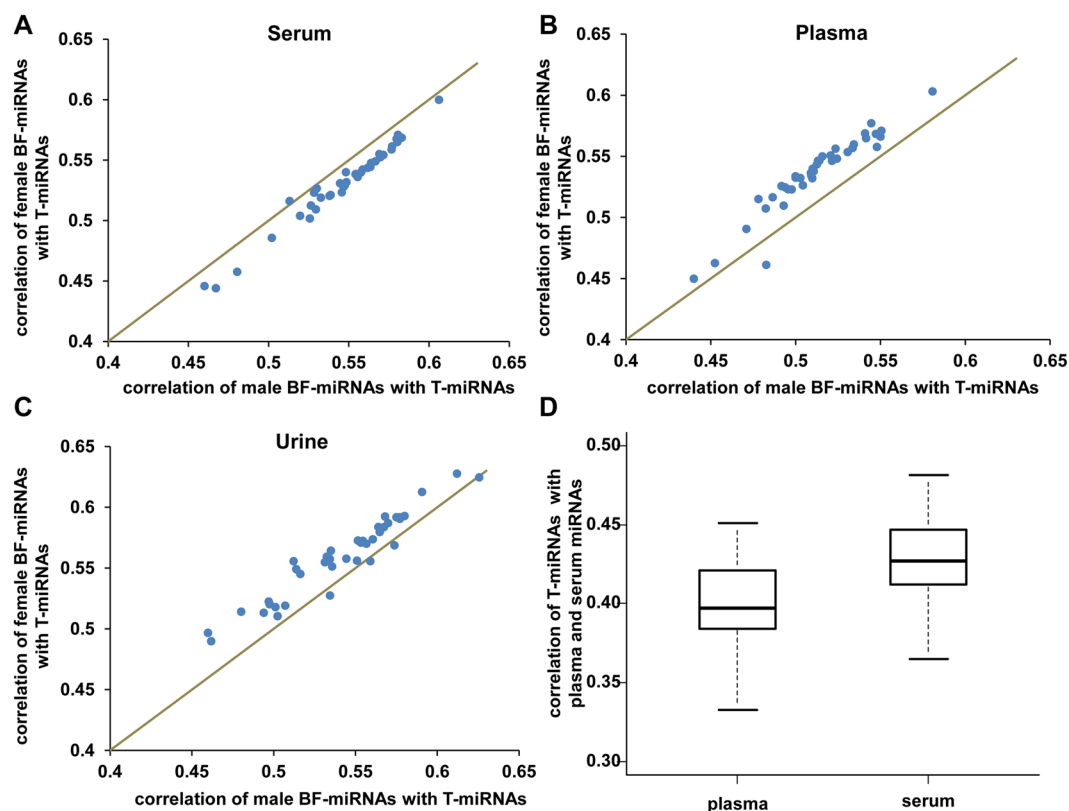 A
Serum
0.65
0.6
0.55
0.5
0.45
0.4
0.4
0.45
0.5
0.55
0.6
0.65
correlation of female BF-miRNAs
with T-miRNAs
correlation of male BF-miRNAs with T-miRNAs
B
Plasma
0.65
0.6
0.55
0.5
0.45
0.4
0.4
0.45
0.5
0.55
0.6
0.65
correlation of female BF-miRNAs
with T-miRNAs
correlation of male BF-miRNAs with T-miRNAs
C
Urine
0.65
0.6
0.55
0.5
0.45
0.4
0.4
0.45
0.5
0.55
0.6
0.65
correlation of female BF-miRNAs
with T-miRNAs
correlation of male BF-miRNAs with T-miRNAs
D
0.50
0.45
0.40
0.35
0.30
correlation of T-miRNAs with
plasma and serum miRNAs
plasma
serum